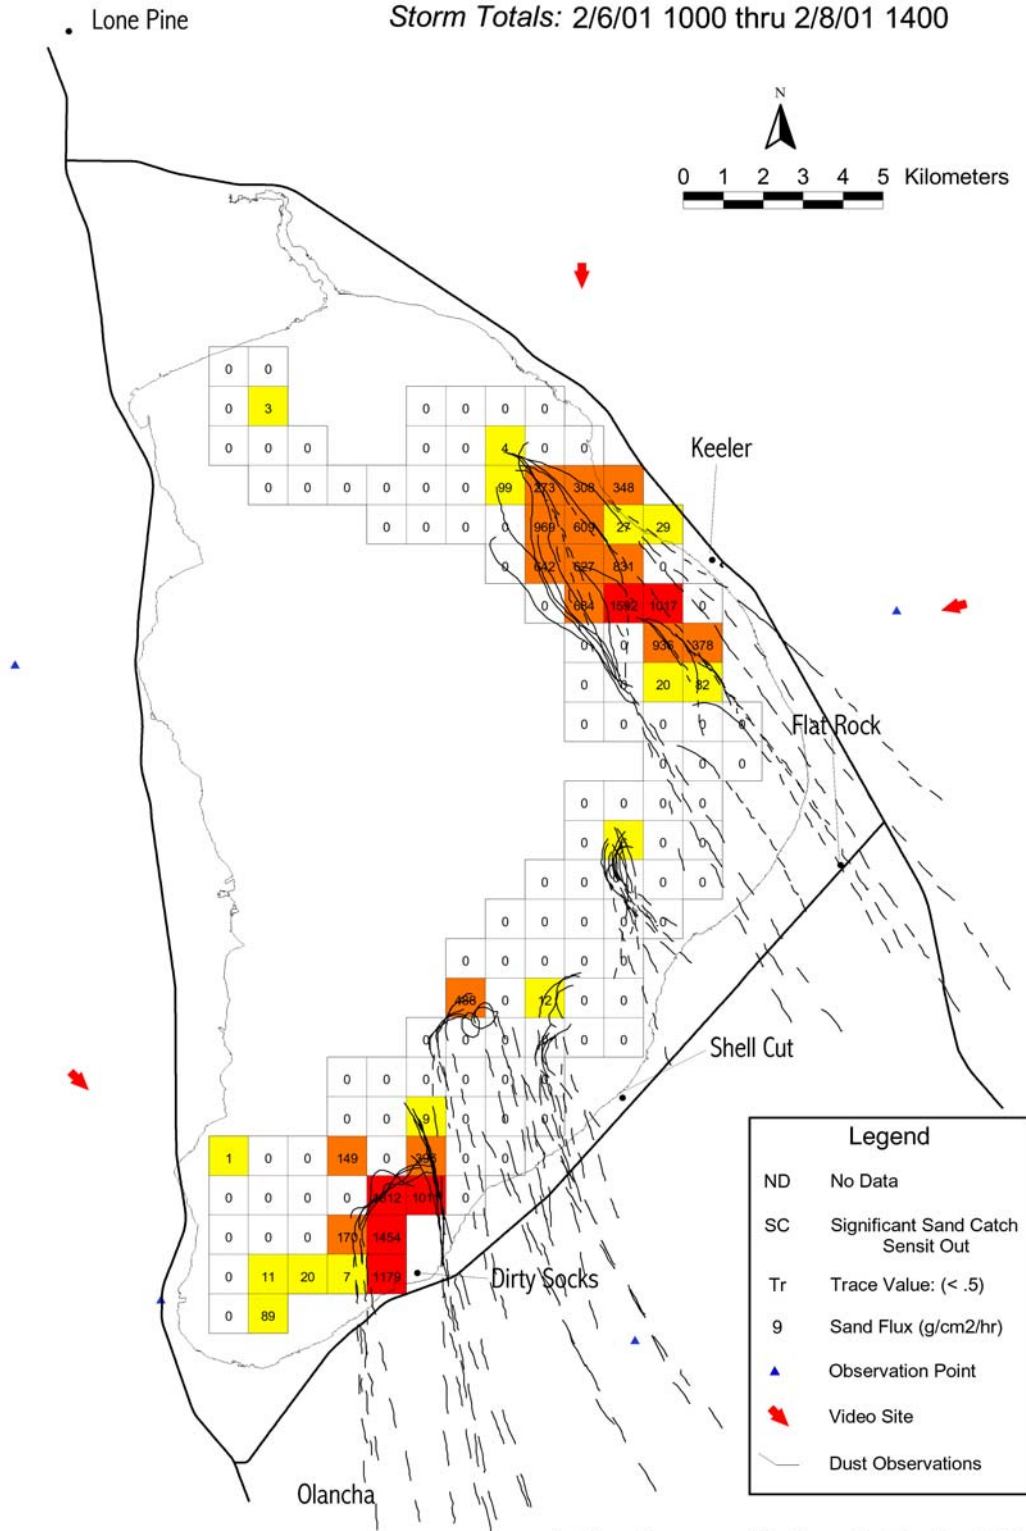 Storm Totals: 2/6/01 1000 thru 2/8/01 1400
Lone Pine
N
0 1 2 3 4 5 Kilometers
0 0
0 3 0 0 0 0
0 0 0 0 0 4 0 0
Keeler
0 0 0 0 0 0 99 273 308 348
0 0 0 0 969 609 27 29
0 642 627 831 0
0 684 1592 1017 0
0 0 936 378
0 0 20 82
0 0 0 0 0
Flat Rock
0 0 0
0 0 0 0
0 0 0
0 0 0 0 0
0 0 0 0 0
0 0 0 0 0
488 0 12 0 0
0 0 0 0 0 0
Shell Cut
0 0 0 0 0 0
0 0 9 0 0 0
1 0 0 149 0 395 0 0
0 0 0 0 1312 101 0
0 0 0 170 1454
0 11 20 7 1179
Dirty Socks
0 89
Olancha
Legend
ND No Data
SC Significant Sand Catch
Sensit Out
Tr Trace Value: (< .5)
9 Sand Flux (g/cm2/hr)
Observation Point
Video Site
Dust Observations